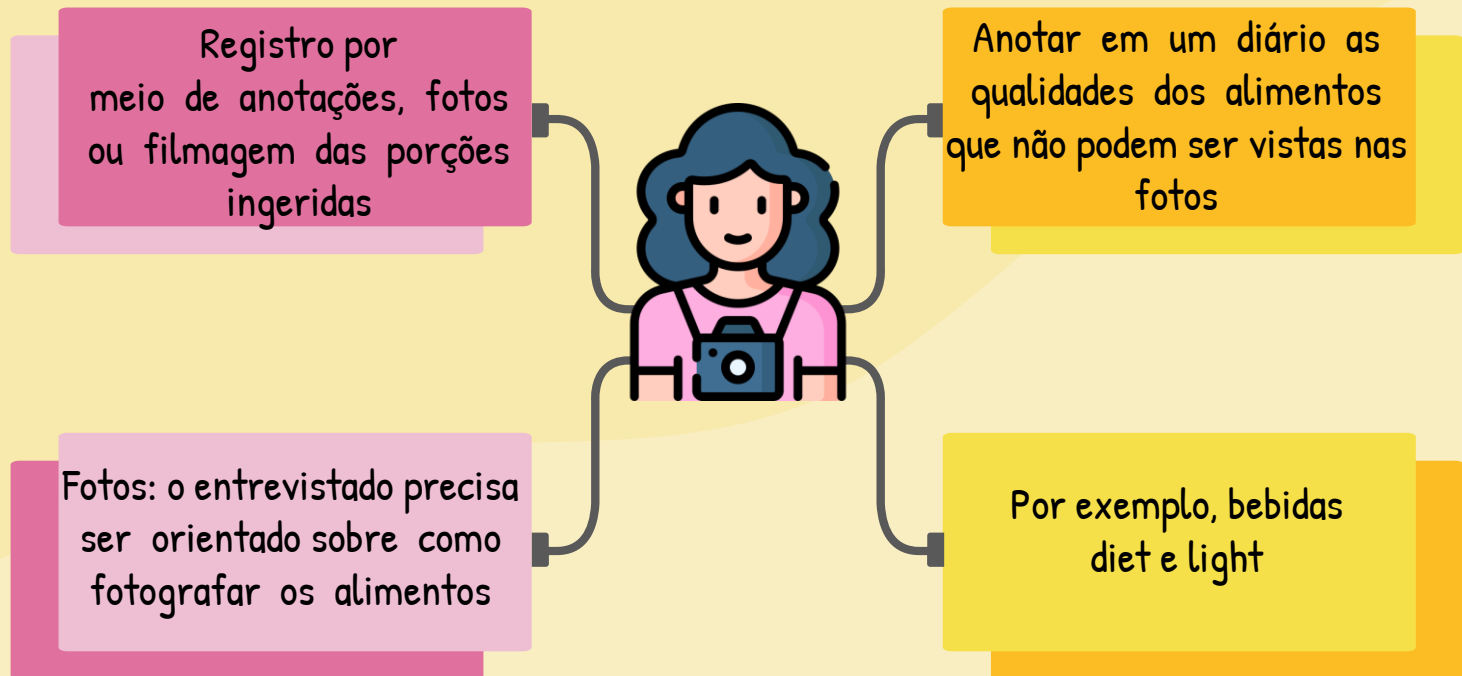 Registro por
meio de anotações, fotos
ou filmagem das porções
ingeridas
Anotar em um diário as
qualidades dos alimentos
que não podem ser vistas nas
fotos
Fotos: o entrevistado precisa
ser orientado sobre como
fotografar os alimentos
Por exemplo, bebidas
diet e light